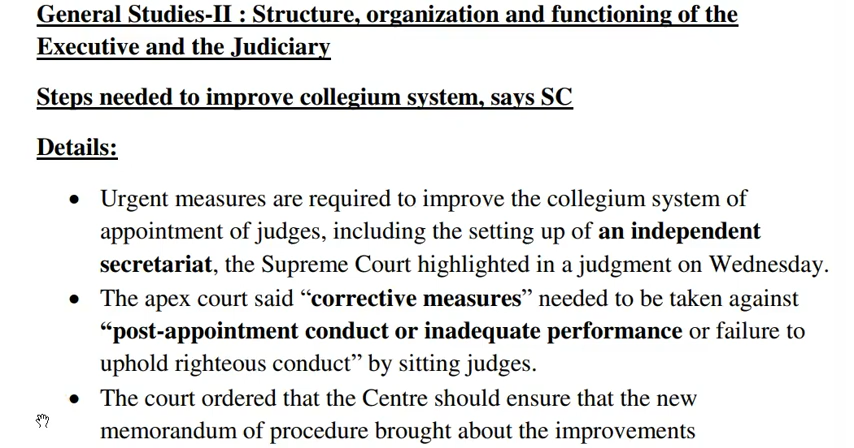 General Studies-II : Structure, organization and functioning of the
Executive and the Judiciary
Steps needed to improve collegium system, says SC
Details:
• Urgent measures are required to improve the collegium system of
appointment of judges, including the setting up of an independent
secretariat, the Supreme Court highlighted in a judgment on Wednesday.
• The apex court said “corrective measures” needed to be taken against
“post-appointment conduct or inadequate performance or failure to
uphold righteous conduct” by sitting judges.
• The court ordered that the Centre should ensure that the new
memorandum of procedure brought about the improvements